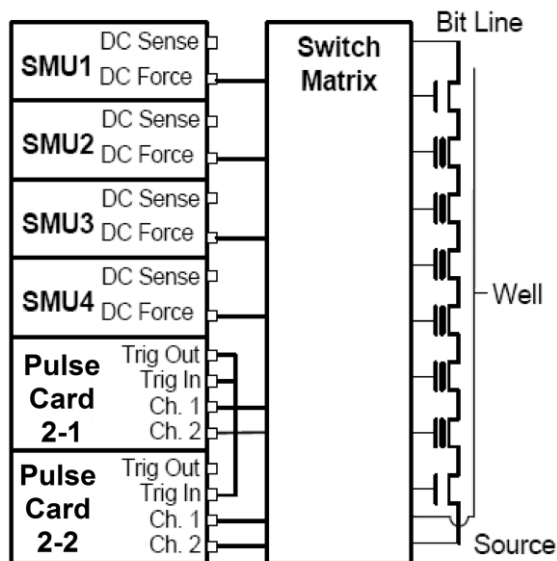 Bit Line
SMU1
DC Sense
DC Force
SMU2
DC Sense
DC Force
SMU3
DC Sense
DC Force
SMU4
DC Sense
DC Force
Pulse
Card
2-1
Trig Out
Trig In
Ch. 1
Ch. 2
Pulse
Card
2-2
Trig Out
Trig In
Ch. 1
Ch. 2
Switch
Matrix
Well
Source